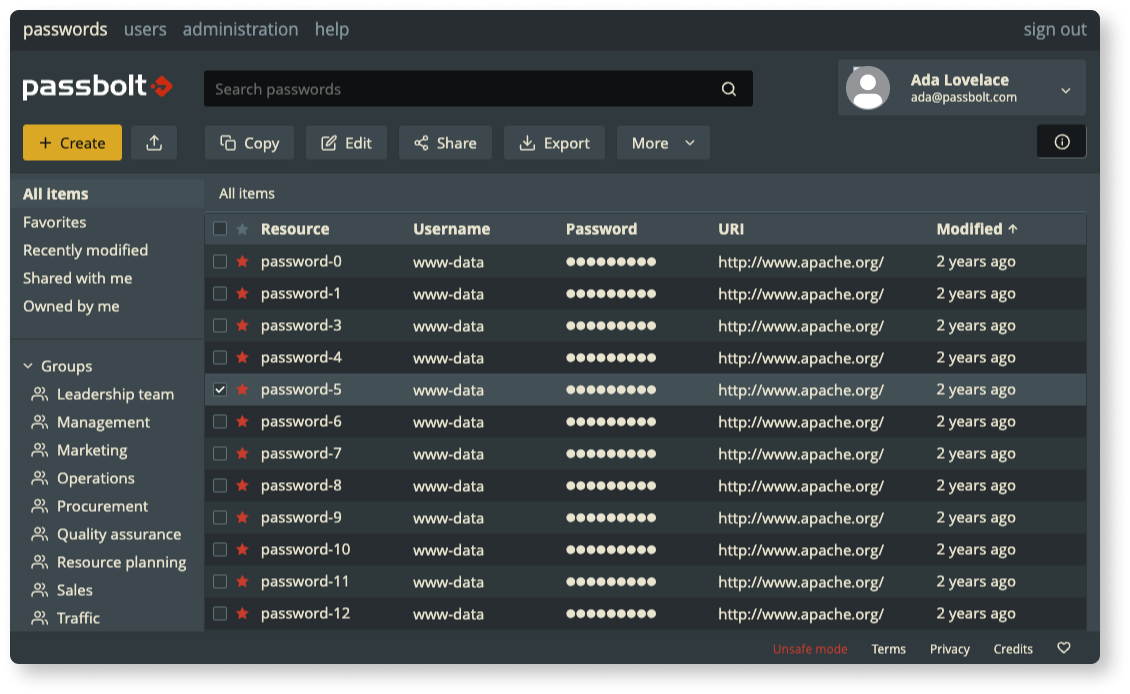 passwords users administration help sign out
passbolt
Search passwords
Ada Lovelace
ada@passbolt.com
Create Copy Edit Share Export More
All items
Favorites
Recently modified
Shared with me
Owned by me
Groups
Leadership team
Management
Marketing
Operations
Procurement
Quality assurance
Resource planning
Sales
Traffic
All items
Resource Username Password URI Modified
password-0 www-data ●●●●●●●●● http://www.apache.org/ 2 years ago
password-1 www-data ●●●●●●●●● http://www.apache.org/ 2 years ago
password-3 www-data ●●●●●●●●● http://www.apache.org/ 2 years ago
password-4 www-data ●●●●●●●●● http://www.apache.org/ 2 years ago
password-5 www-data ●●●●●●●●● http://www.apache.org/ 2 years ago
password-6 www-data ●●●●●●●●● http://www.apache.org/ 2 years ago
password-7 www-data ●●●●●●●●● http://www.apache.org/ 2 years ago
password-8 www-data ●●●●●●●●● http://www.apache.org/ 2 years ago
password-9 www-data ●●●●●●●●● http://www.apache.org/ 2 years ago
password-10 www-data ●●●●●●●●● http://www.apache.org/ 2 years ago
password-11 www-data ●●●●●●●●● http://www.apache.org/ 2 years ago
password-12 www-data ●●●●●●●●● http://www.apache.org/ 2 years ago
Unsafe mode Terms Privacy Credits